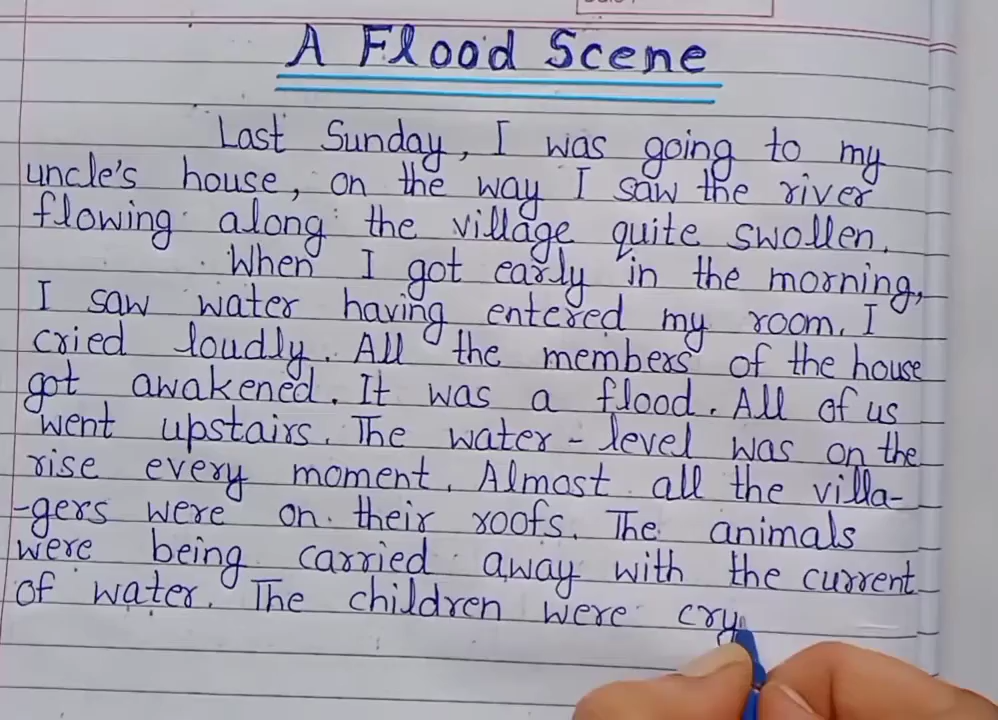 A Flood Scene
Last Sunday, I was going to my
uncle's house, on the way I saw the river
flowing along the village quite swollen.
When I got early in the morning,
I saw water having entered my room. I
cried loudly. All the members of the house
got awakened. It was a flood. All of us
went upstairs. The water-level was on the
rise every moment. Almost all the villa-
-gers were on their roofs. The animals
were being carried away with the current
of water. The children were cry